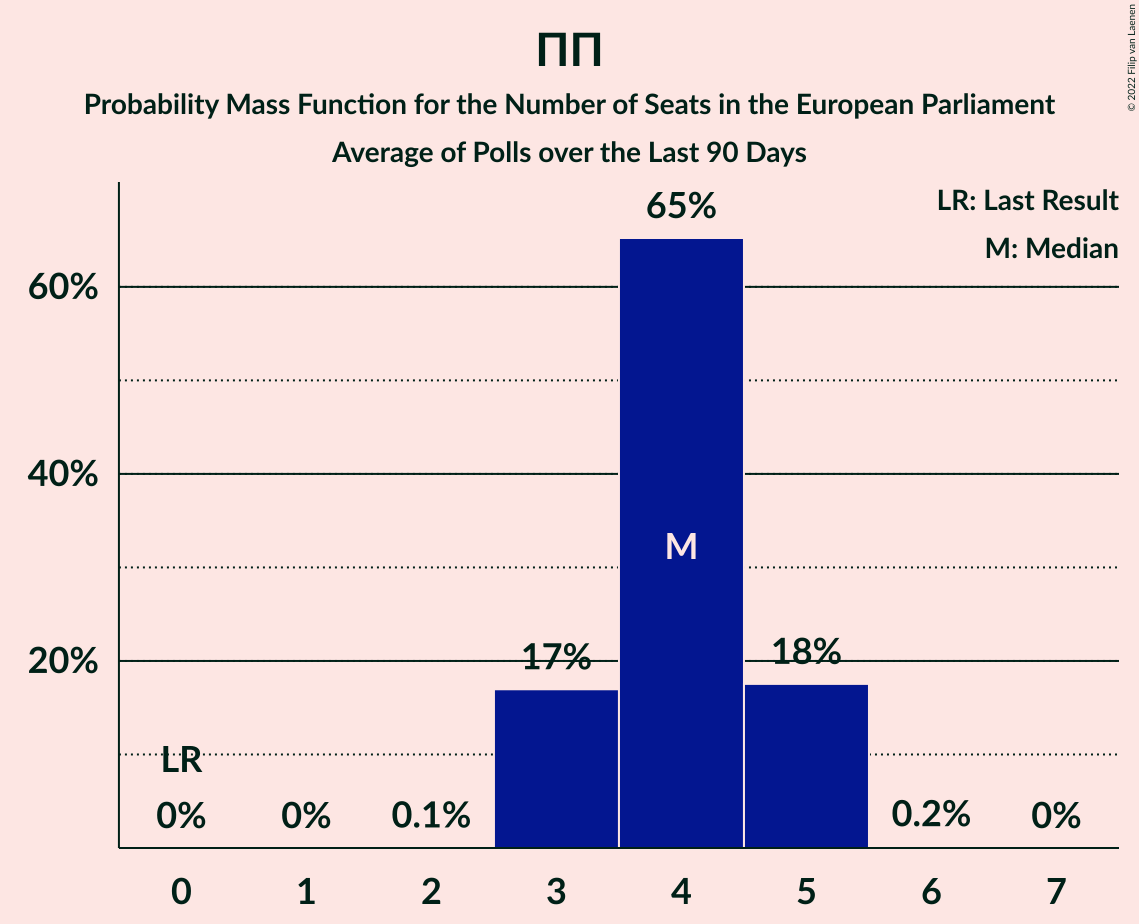 ПП
Probability Mass Function for the Number of Seats in the European Parliament
Average of Polls over the Last 90 Days
© 2022 Filip van Laenen
LR: Last Result
M: Median
65%
60%
40%
M
20%
17%
18%
LR
0%
0%
0.1%
0.2%
0%
0
1
2
3
4
5
6
7